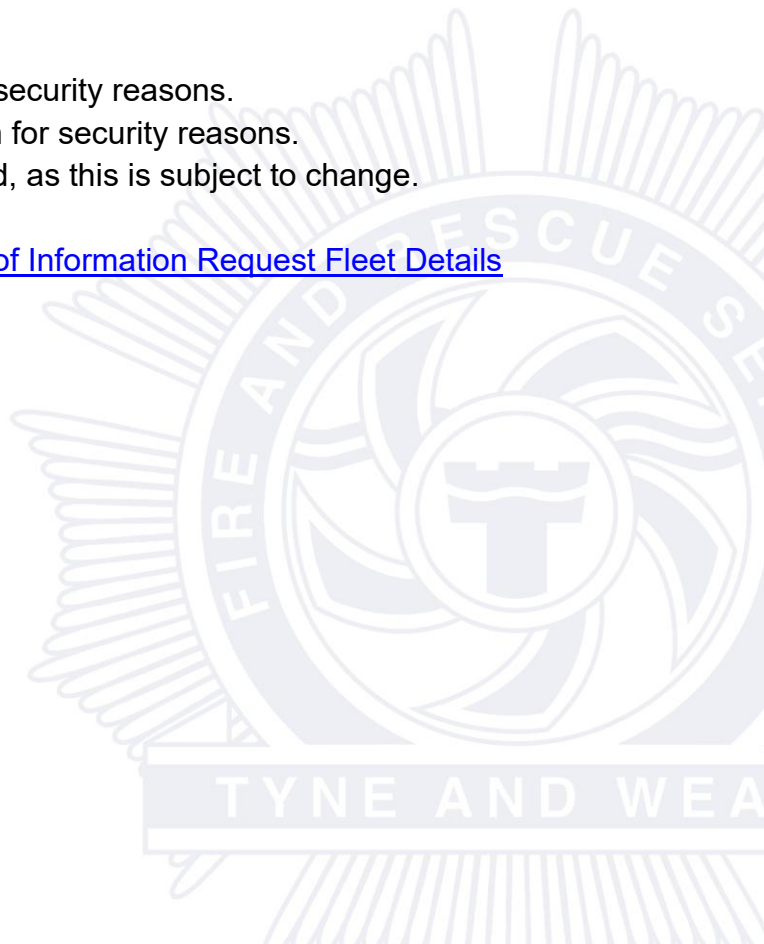 security reasons.
for security reasons.
, as this is subject to change.
of Information Request Fleet Details
FIRE AND RESCUE
TYNE AND